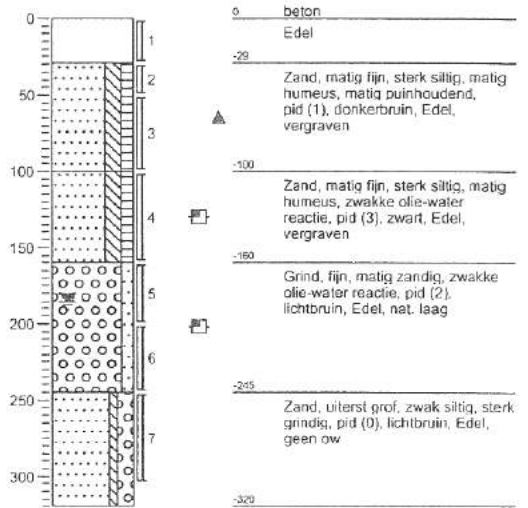 0
beton
Edel
-29
Zand, matig fijn, sterk siltig, matig
humeus, matig puinhoudend,
pid (1), donkerbruin, Edel,
vergraven
-100
Zand, matig fijn, sterk siltig, matig
humeus, zwakke olie-water
reactie, pid (3), zwart, Edel,
vergraven
-160
Grind, fijn, matig zandig, zwakke
olie-water reactie, pid (2),
lichtbruin, Edel, nat. laag
-245
Zand, uiterst grof, zwak siltig, sterk
grindig, pid (0), lichtbruin, Edel,
geen ow
-320
0
50
100
150
200
250
300
1
2
3
4
5
6
7